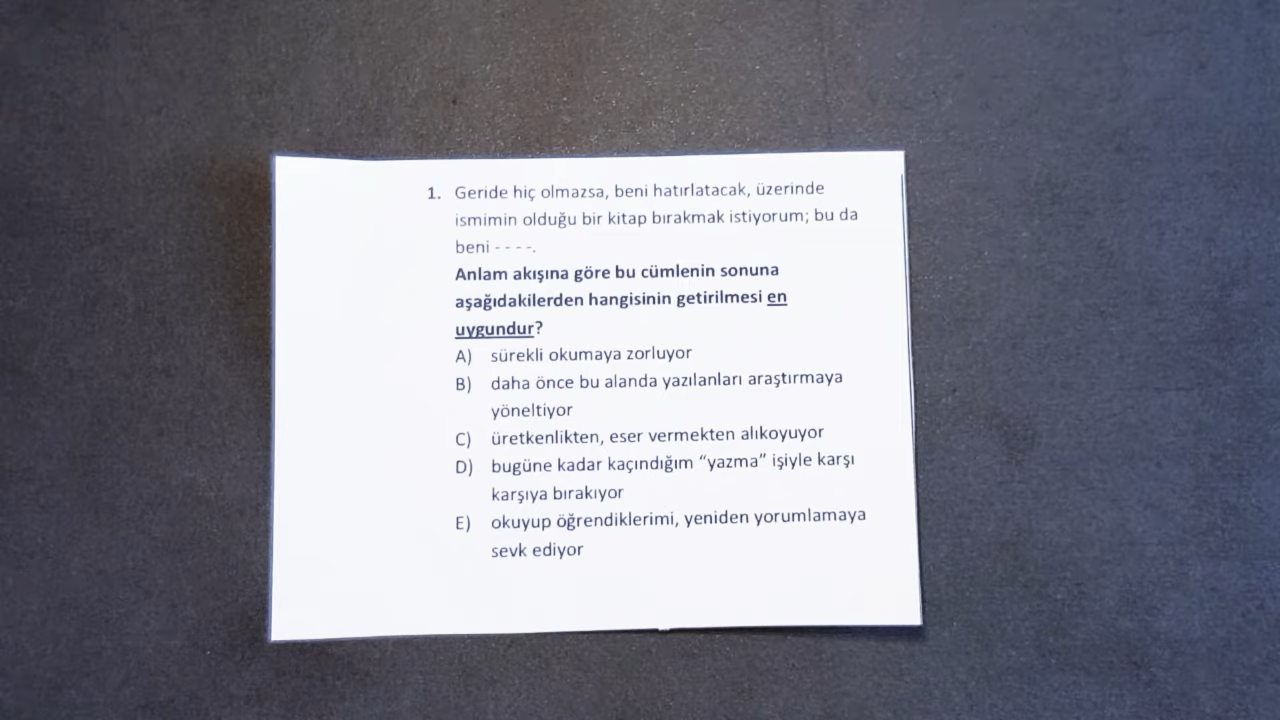 1. Geride hiç olmazsa, beni hatırlatacak, üzerinde
ismimin olduğu bir kitap bırakmak istiyorum; bu da
beni - - - -.
Anlam akışına göre bu cümlenin sonuna
aşağıdakilerden hangisinin getirilmesi en
uygundur?
A) sürekli okumaya zorluyor
B) daha önce bu alanda yazılanları araştırmaya
yöneltiyor
C) üretkenlikten, eser vermekten alıkoyuyor
D) bugüne kadar kaçındığım “yazma” işiyle karşı
karşıya bırakıyor
E) okuyup öğrendiklerimi, yeniden yorumlamaya
sevk ediyor